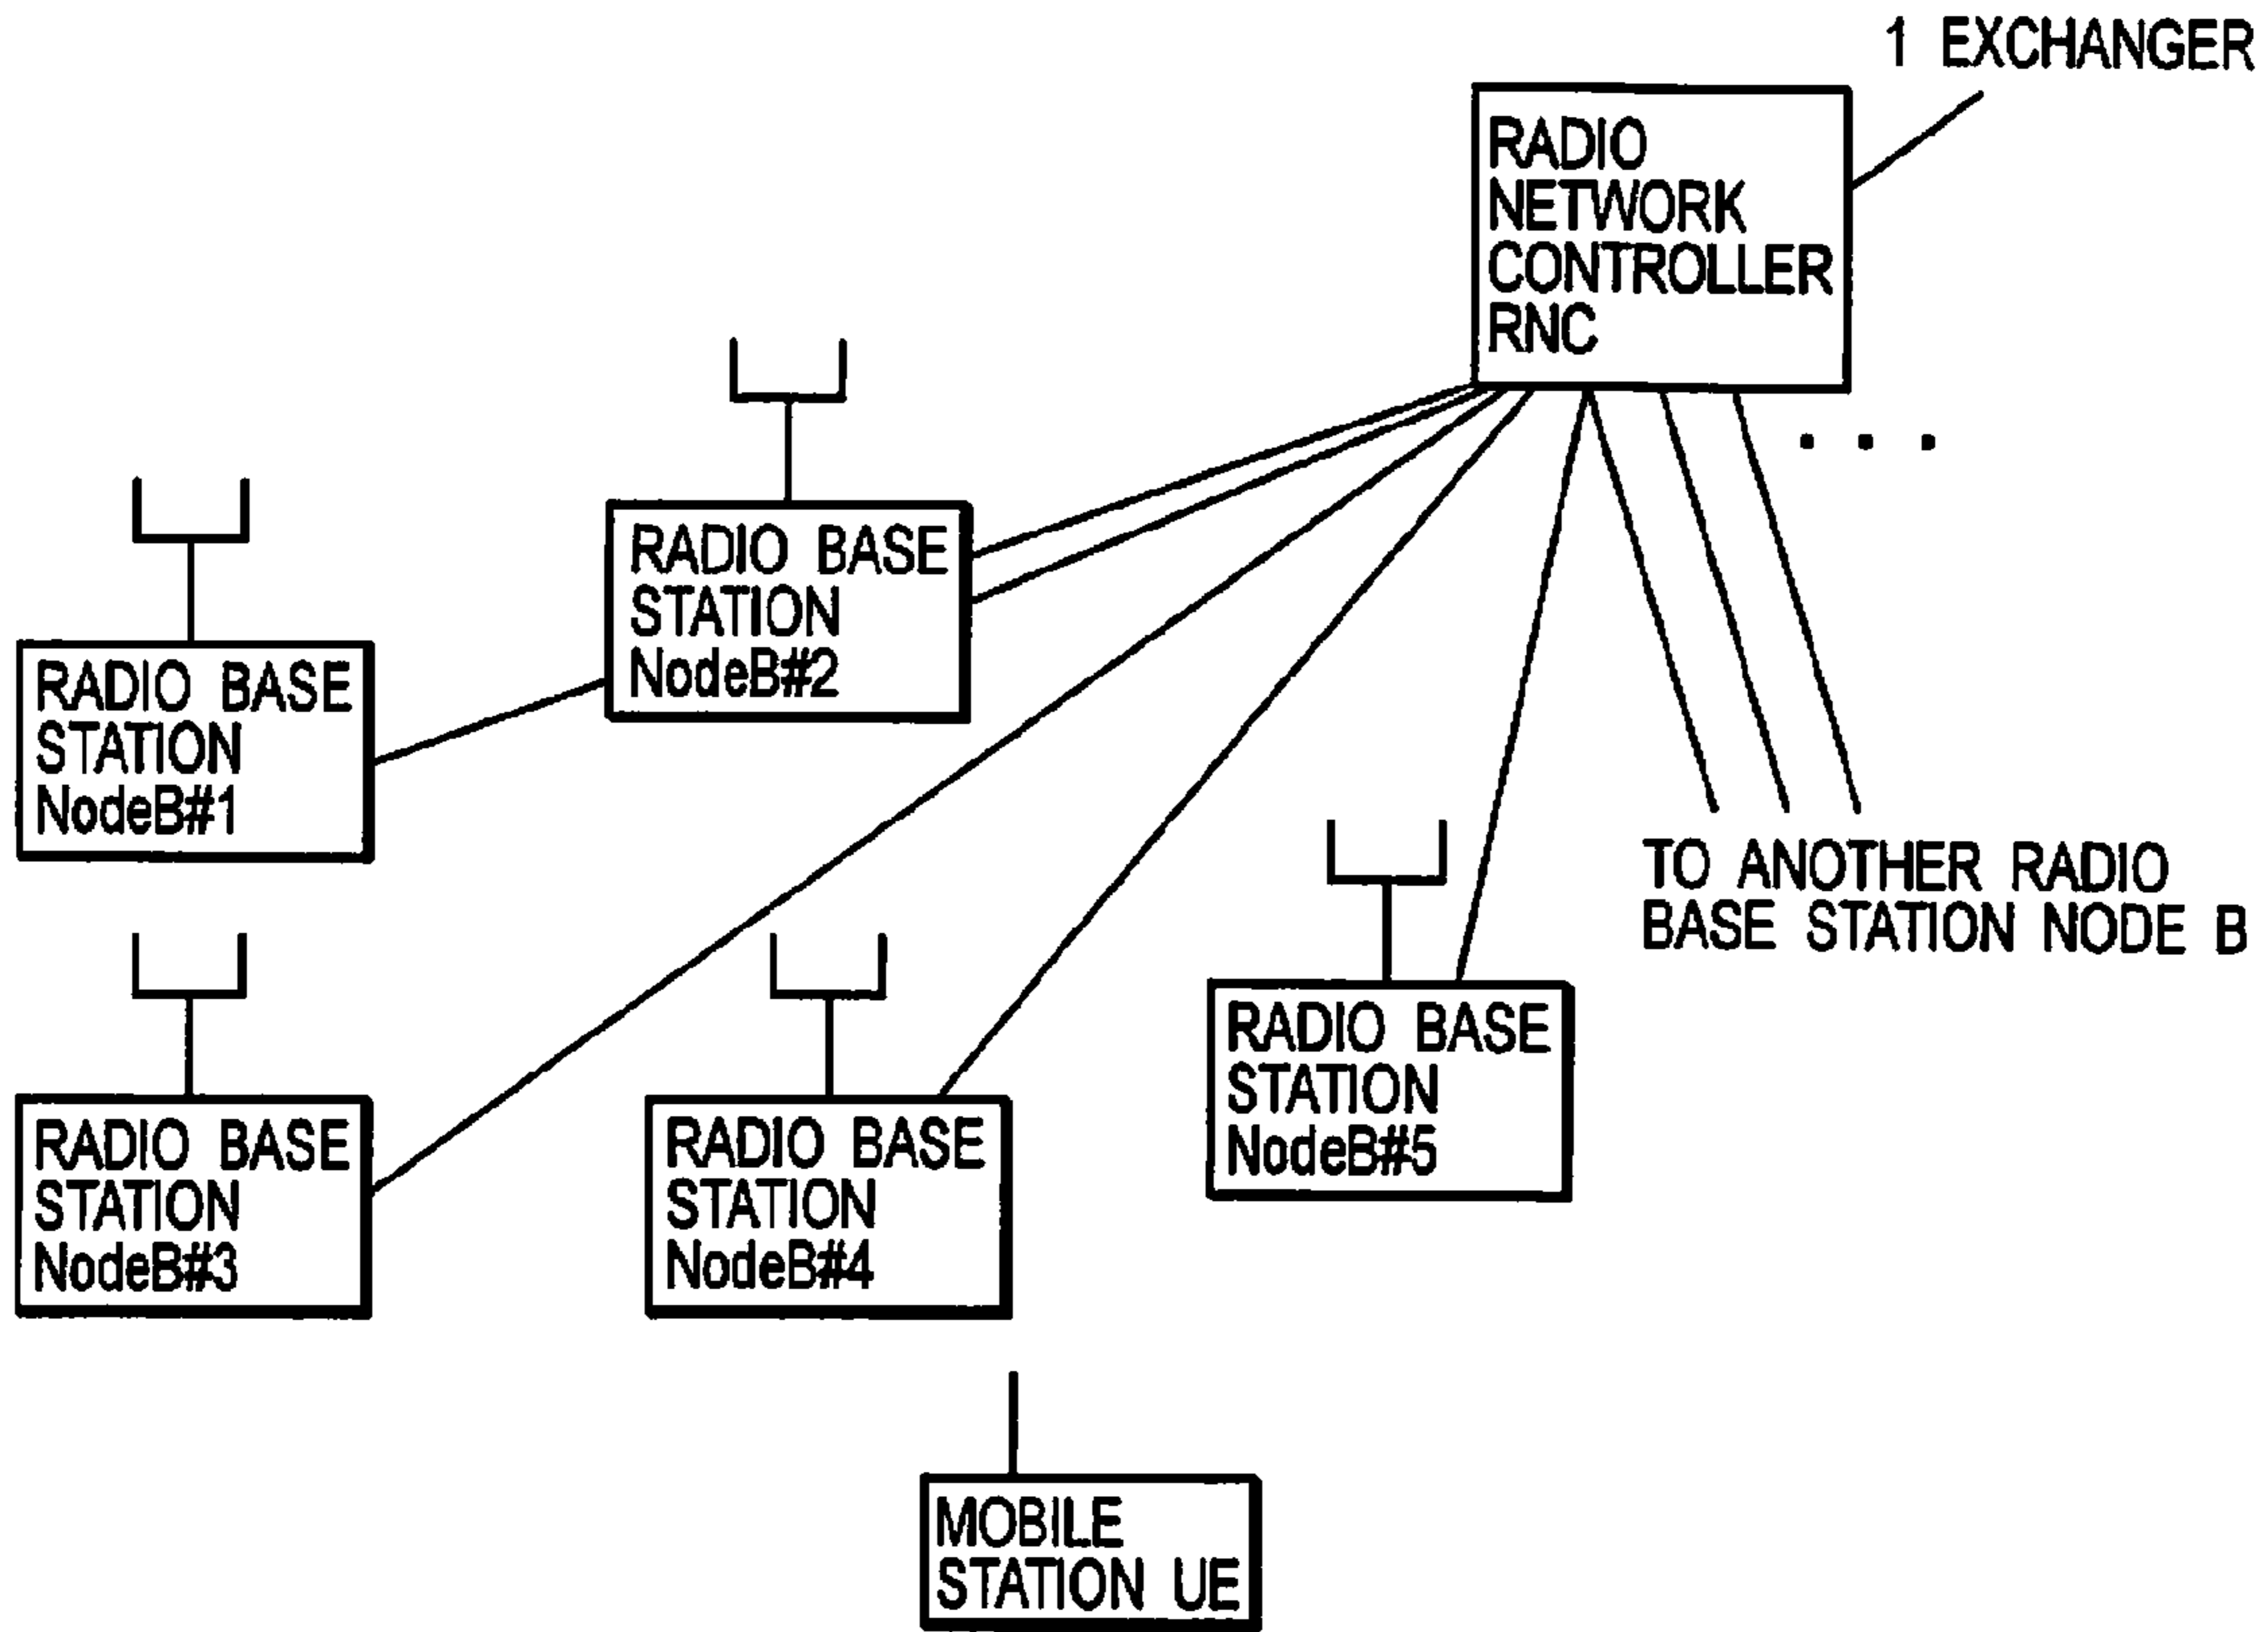 1 EXCHANGER
RADIO
NETWORK
CONTROLLER
RNC
RADIO BASE
STATION
NodeB#2
RADIO BASE
STATION
NodeB#1
TO ANOTHER RADIO
BASE STATION NODE B
RADIO BASE
STATION
NodeB#5
RADIO BASE
STATION
NodeB#3
RADIO BASE
STATION
NodeB#4
MOBILE
STATION UE